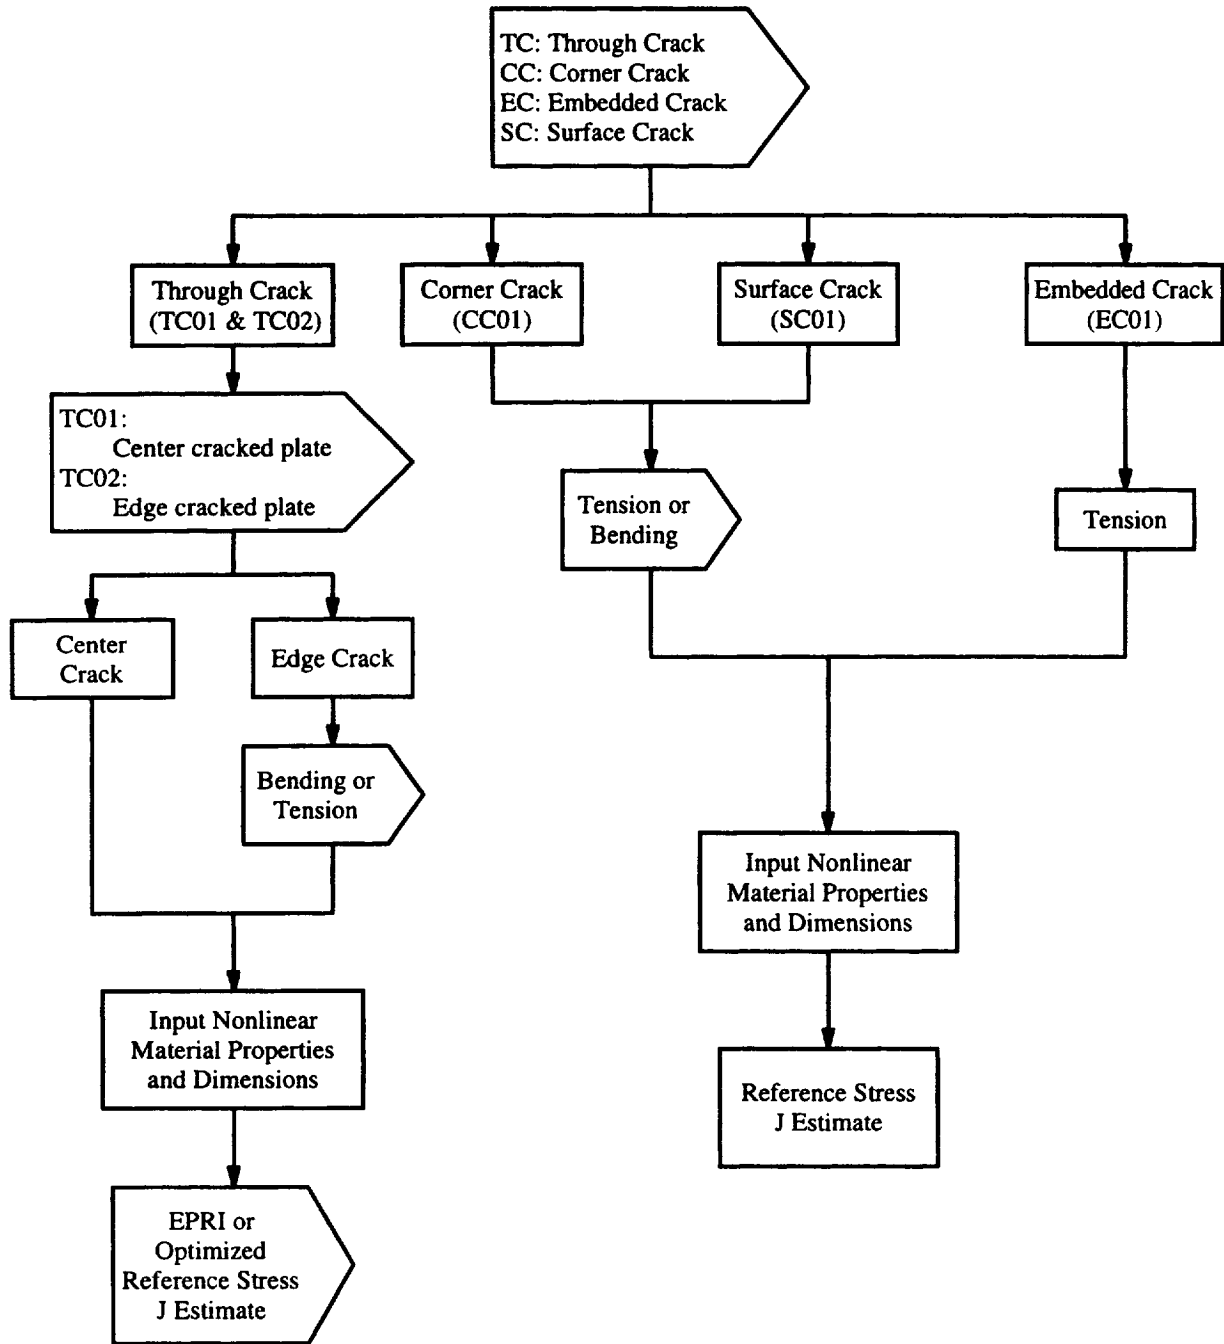 TC: Through Crack
CC: Corner Crack
EC: Embedded Crack
SC: Surface Crack
Through Crack
(TC01 & TC02)
Corner Crack
(CC01)
Surface Crack
(SC01)
Embedded Crack
(EC01)
TC01:
Center cracked plate
TC02:
Edge cracked plate
Tension or
Bending
Tension
Center
Crack
Edge Crack
Bending or
Tension
Input Nonlinear
Material Properties
and Dimensions
Input Nonlinear
Material Properties
and Dimensions
Reference Stress
J Estimate
EPRI or
Optimized
Reference Stress
J Estimate